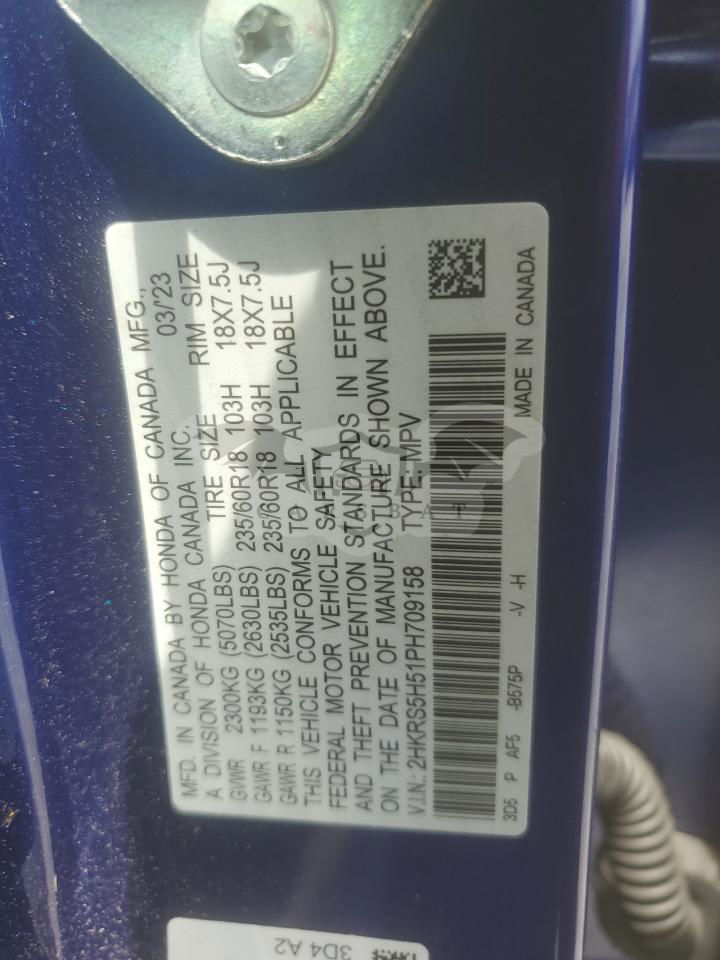 MFD. IN CANADA BY HONDA OF CANADA MFG.,
A DIVISION OF HONDA CANADA INC. 03/'23
GVWR 2300KG (5070LBS) TIRE SIZE RIM SIZE
GAWR F 1193KG (2630LBS) 235/60R18 103H 18X7.5J
GAWR R 1150KG (2535LBS) 235/60R18 103H 18X7.5J
THIS VEHICLE CONFORMS TO ALL APPLICABLE
FEDERAL MOTOR VEHICLE SAFETY
AND THEFT PREVENTION STANDARDS IN EFFECT
ON THE DATE OF MANUFACTURE SHOWN ABOVE.
V.I.N.: 2HKRS5H51PH709158 TYPE: MPV
3D5 P AF5 -B575P -V -H MADE IN CANADA
3D4 A2